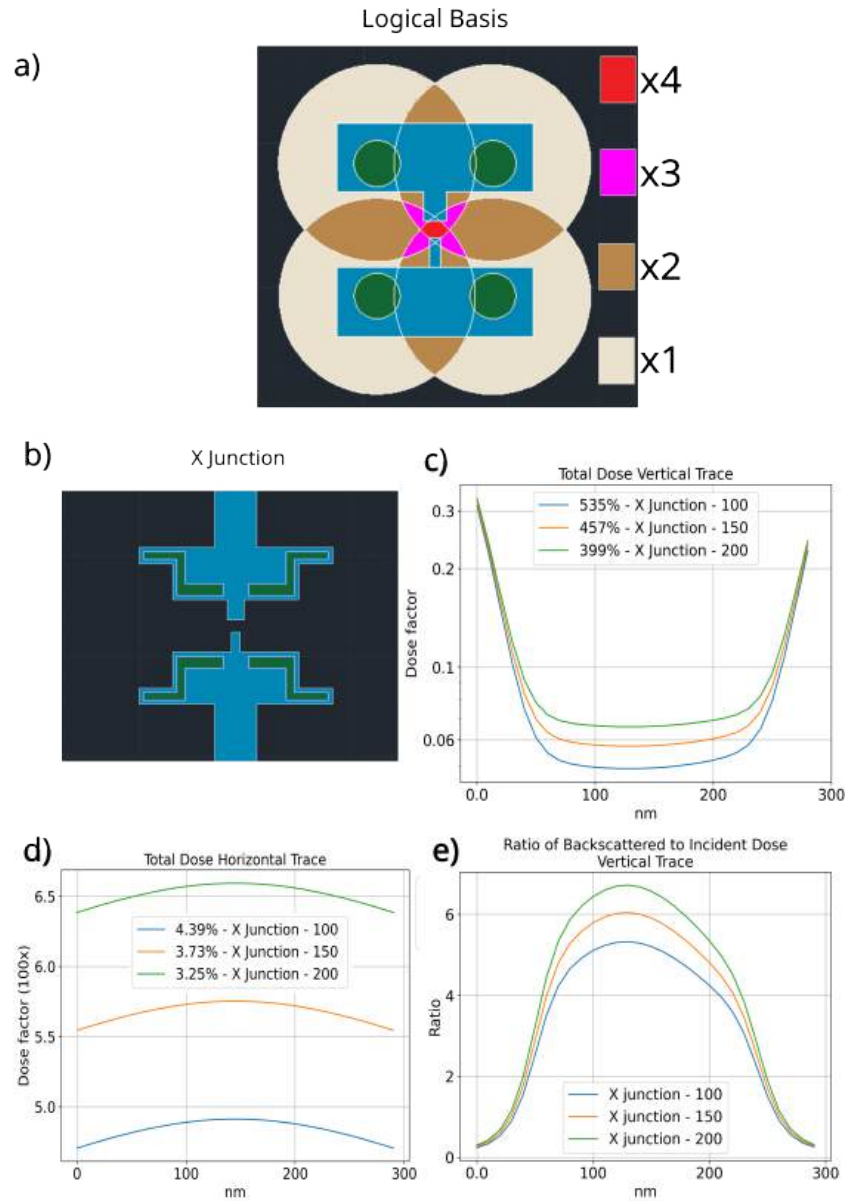 Logical Basis
a)
x4
x3
x2
x1
b)
X Junction
c)
Total Dose Vertical Trace
535% - X Junction - 100
457% - X Junction - 150
399% - X Junction - 200
Dose factor
0.3
0.2
0.1
0.06
0.0
100
200
300
nm
d)
Total Dose Horizontal Trace
4.39% - X Junction - 100
3.73% - X Junction - 150
3.25% - X Junction - 200
Dose factor (100x)
6.5
6.0
5.5
5.0
0
100
200
300
nm
e)
Ratio of Backscattered to Incident Dose
Vertical Trace
Ratio
6
4
2
0
X junction - 100
X junction - 150
X junction - 200
0.0
100
200
300
nm